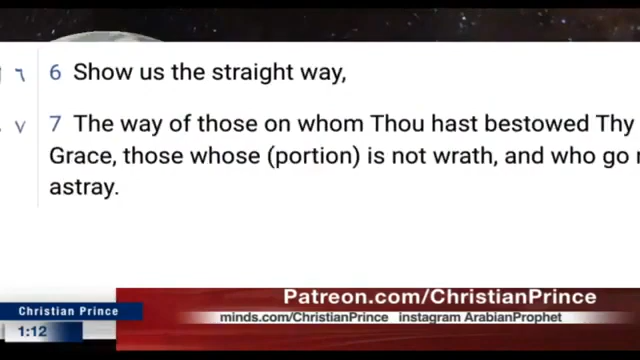 ٦ 6 Show us the straight way,
٧ 7 The way of those on whom Thou hast bestowed Thy
Grace, those whose (portion) is not wrath, and who go
astray.
Patreon.com/ChristianPrince
Christian Prince
minds.com/ChristianPrince instagram ArabianProphet
1:12